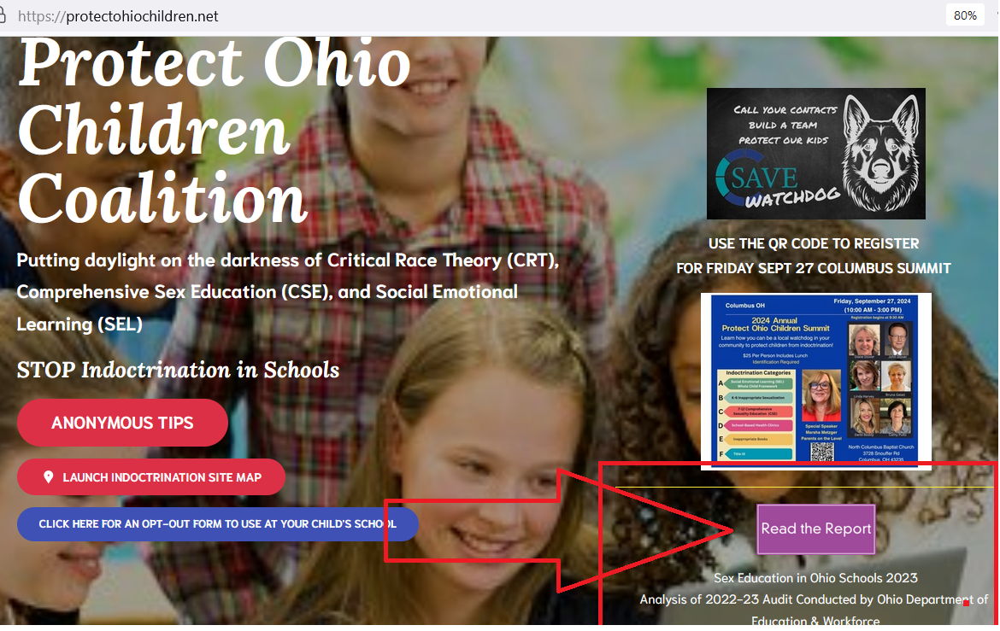 https://protectohiochildren.net
80%
Protect Ohio
Children
Coalition
Putting daylight on the darkness of Critical Race Theory (CRT),
Comprehensive Sex Education (CSE), and Social Emotional
Learning (SEL)
STOP Indoctrination in Schools
ANONYMOUS TIPS
LAUNCH INDOCTRINATION SITE MAP
CLICK HERE FOR AN OPT-OUT FORM TO USE AT YOUR CHILD'S SCHOOL
CALL YOUR CONTACTS
BUILD A TEAM
PROTECT OUR KIDS
SAVE
WATCHDOG
USE THE QR CODE TO REGISTER
FOR FRIDAY SEPT 27 COLUMBUS SUMMIT
Columbus OH
Friday, September 27, 2024
(10:00 AM - 3:00 PM)
Registration begins at 9:30 AM
2024 Annual
Protect Ohio Children Summit
Learn how you can be a local watchdog in your
community to protect children from indoctrination!
$25 Per Person Includes Lunch
Identification Required
Indoctrination Categories
A Social Emotional Learning (SEL)
Whole Child Framework
B K-6 Inappropriate Sexualization
C 7-12 Comprehensive
Sexuality Education (CSE)
D School Based Health Clinics
E Inappropriate Books
F Title IX
Special Speaker
Marsha Metzger
Parents on the Level
Diane Stover
John Stover
Linda Harvey
Cathy Pultz
North Columbus Baptist Church
3728 Snouffer Rd
Columbus, OH 43235
Read the Report
Sex Education in Ohio Schools 2023
Analysis of 2022-23 Audit Conducted by Ohio Department of
Education & Workforce